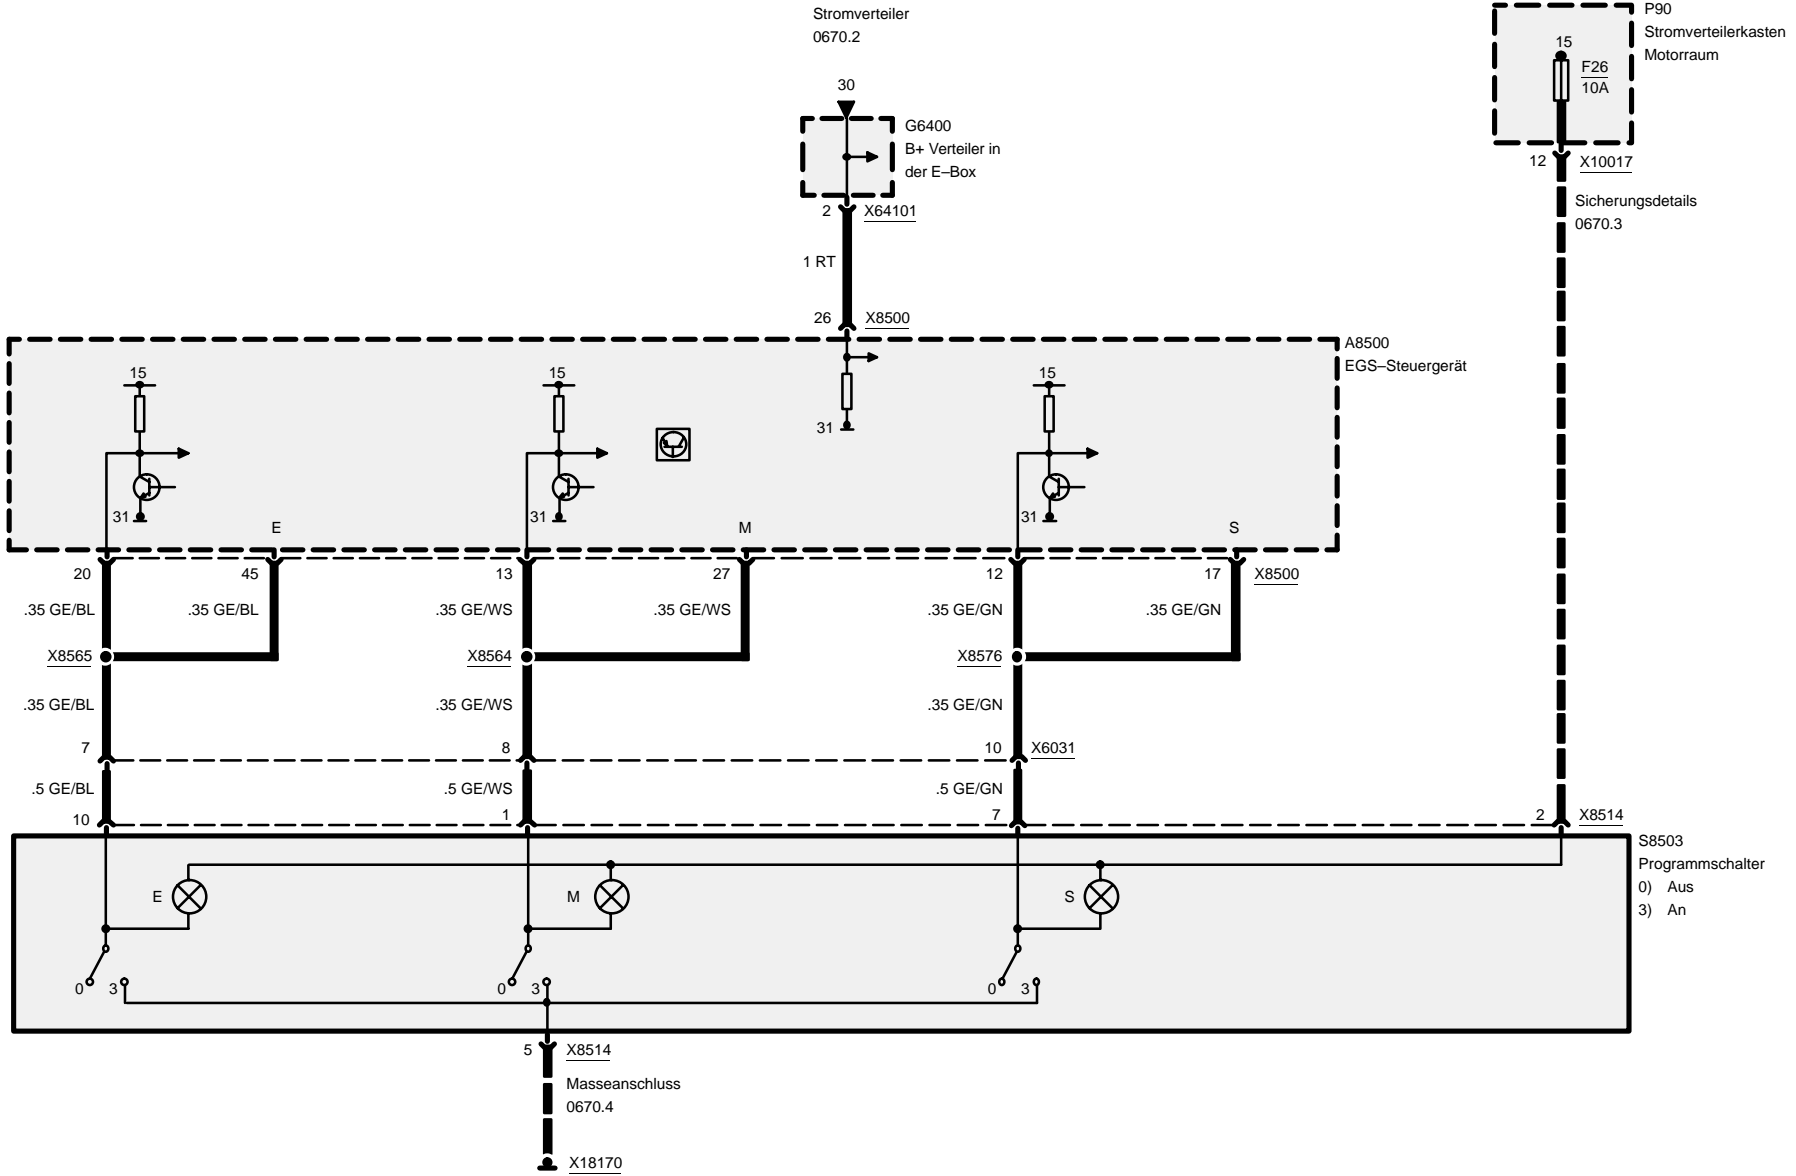 Stromverteiler
0670.2
30
G6400
B+ Verteiler in
der E–Box
2
X64101
1 RT
26
X8500
P90
Stromverteilerkasten
Motorraum
15
F26
10A
12
X10017
Sicherungsdetails
0670.3
A8500
EGS–Steuergerät
15
15
15
31
31
31
31
E
M
S
20
45
13
27
12
17
X8500
.35 GE/BL
.35 GE/BL
.35 GE/WS
.35 GE/WS
.35 GE/GN
.35 GE/GN
X8565
X8564
X8576
.35 GE/BL
.35 GE/WS
.35 GE/GN
7
8
10
X6031
.5 GE/BL
.5 GE/WS
.5 GE/GN
10
1
7
2
X8514
S8503
Programmschalter
0) Aus
3) An
E
M
S
0
3
0
3
0
3
5
X8514
Masseanschluss
0670.4
X18170